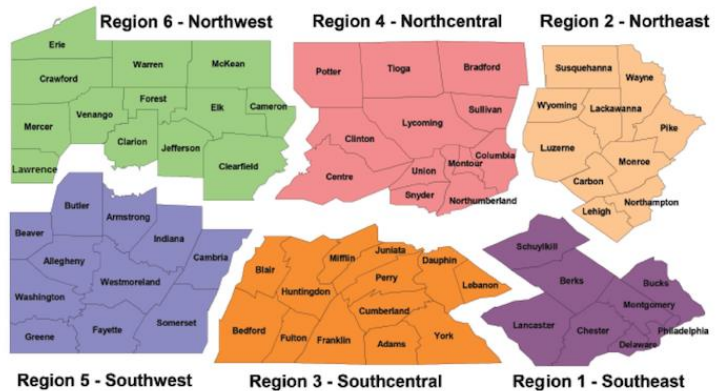 Region 6 - Northwest
Erie
Crawford
Warren
McKean
Mercer
Venango
Forest
Elk
Cameron
Clarion
Jefferson
Clearfield
Lawrence
Region 4 - Northcentral
Potter
Tioga
Bradford
Sullivan
Lycoming
Clinton
Centre
Union
Montour
Columbia
Snyder
Northumberland
Region 2 - Northeast
Susquehanna
Wayne
Wyoming
Lackawanna
Pike
Luzerne
Monroe
Carbon
Northampton
Lehigh
Butler
Armstrong
Beaver
Indiana
Allegheny
Cambria
Westmoreland
Washington
Somerset
Greene
Fayette
Region 5 - Southwest
Blair
Mifflin
Juniata
Dauphin
Huntingdon
Perry
Lebanon
Cumberland
Bedford
Fulton
Franklin
Adams
York
Region 3 - Southcentral
Schuylkill
Berks
Bucks
Montgomery
Lancaster
Chester
Philadelphia
Delaware
Region 1 - Southeast